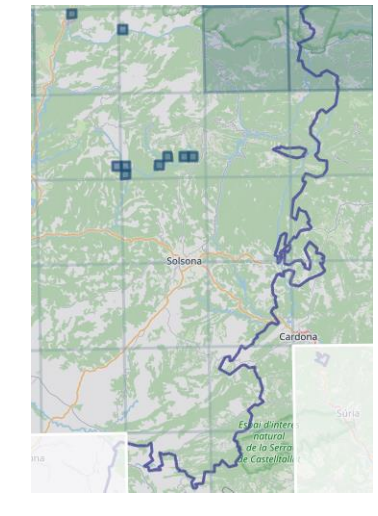 Solsona
Cardona
Súria
Espai d'interès
natural
de la Serra
de Castelltallat